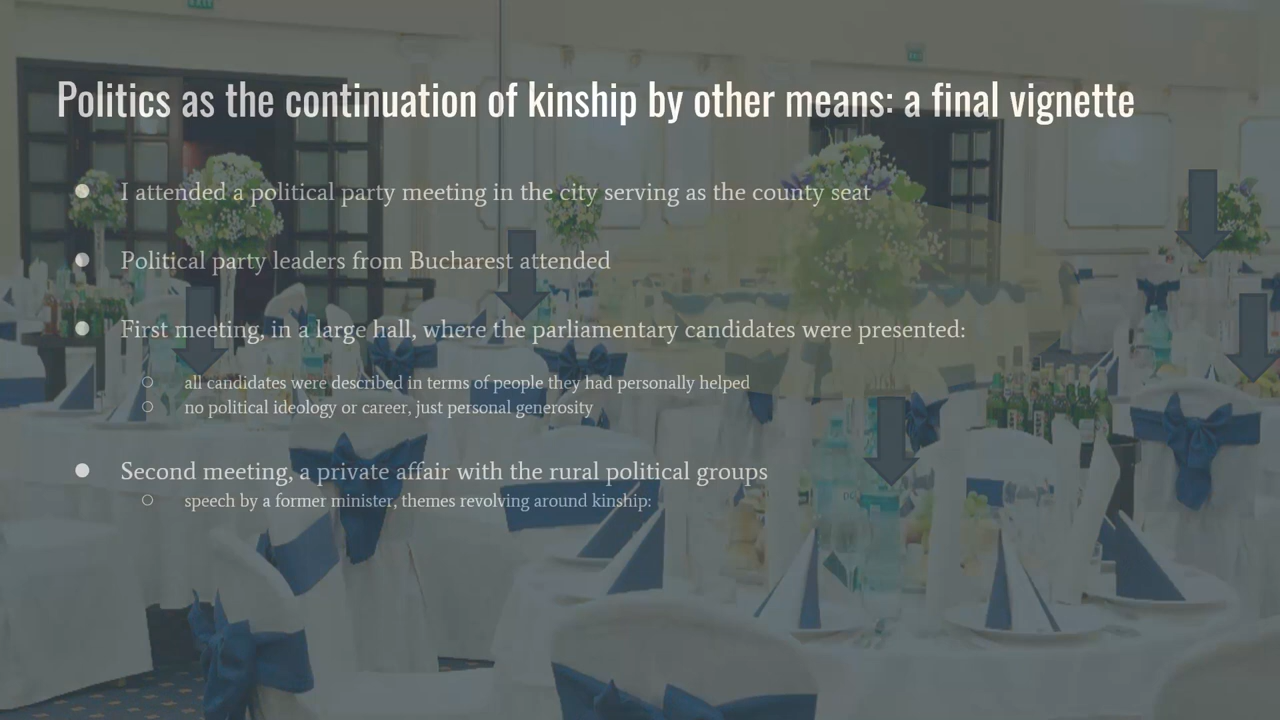 Politics as the continuation of kinship by other means: a final vignette
I attended a political party meeting in the city serving as the county seat
Political party leaders from Bucharest attended
First meeting, in a large hall, where the parliamentary candidates were presented:
all candidates were described in terms of people they had personally helped
no political ideology or career, just personal generosity
Second meeting, a private affair with the rural political groups
speech by a former minister, themes revolving around kinship: